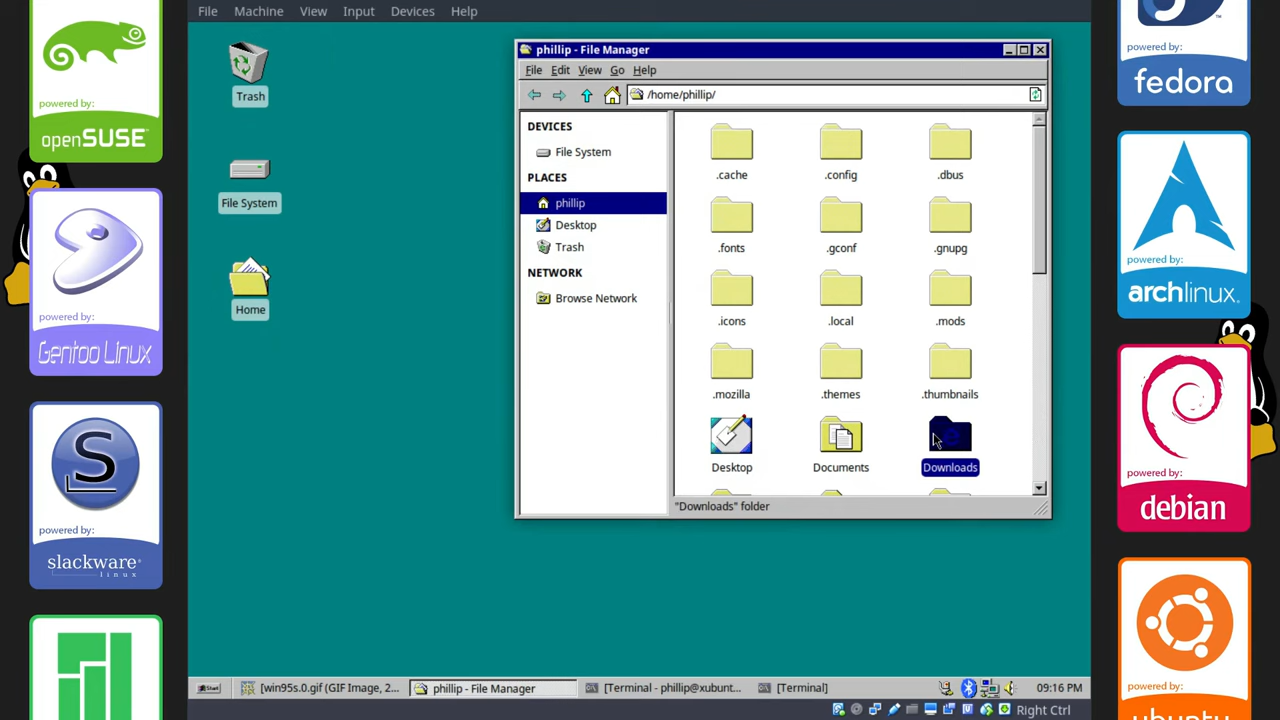 powered by:
openSUSE
powered by:
Gentoo Linux
powered by:
slackware
linux
File Machine View Input Devices Help
Trash
File System
Home
phillip - File Manager
File Edit View Go Help
/home/phillip/
DEVICES
File System
PLACES
phillip
Desktop
Trash
NETWORK
Browse Network
.cache .config .dbus
.fonts .gconf .gnupg
.icons .local .mods
.mozilla .themes .thumbnails
Desktop Documents Downloads
"Downloads" folder
Start [win95s.0.gif (GIF Image, 2... phillip - File Manager [Terminal - phillip@xubunt... [Terminal] 09:16 PM
Right Ctrl
TM
powered by:
fedora
powered by:
archlinux
powered by:
debian
powered by:
ubuntu